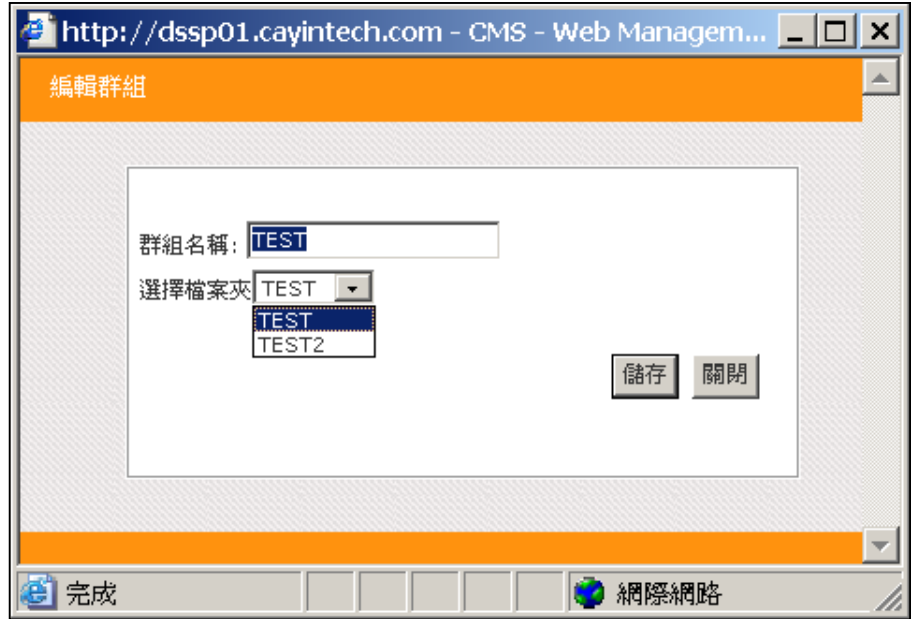 http://dssp01.cayintech.com - CMS - Web Managem...
編輯群組
群組名稱: TEST
選擇檔案夾 TEST
TEST
TEST2
儲存 關閉
完成 網際網路